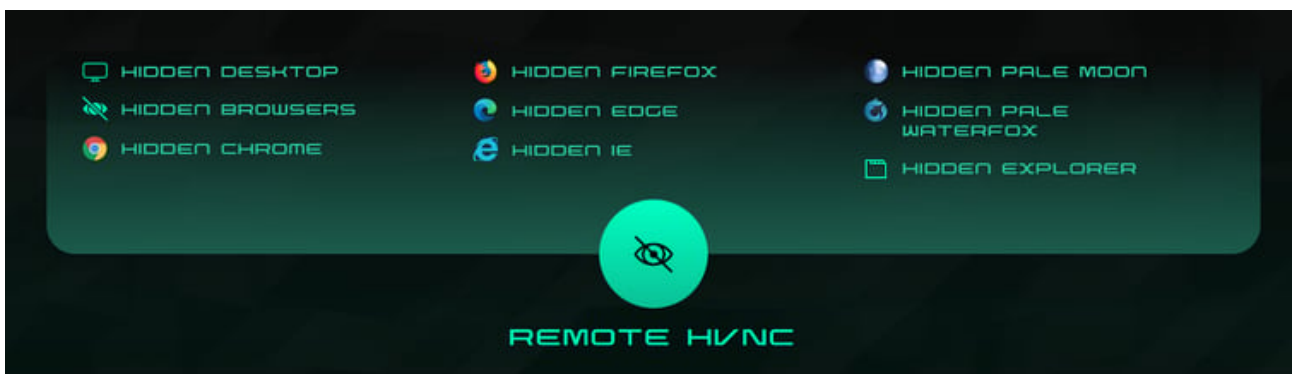 HIDDEN DESKTOP
HIDDEN BROWSERS
HIDDEN CHROME
HIDDEN FIREFOX
HIDDEN EDGE
HIDDEN IE
HIDDEN PALE MOON
HIDDEN PALE
WATERFOX
HIDDEN EXPLORER
REMOTE HVNC